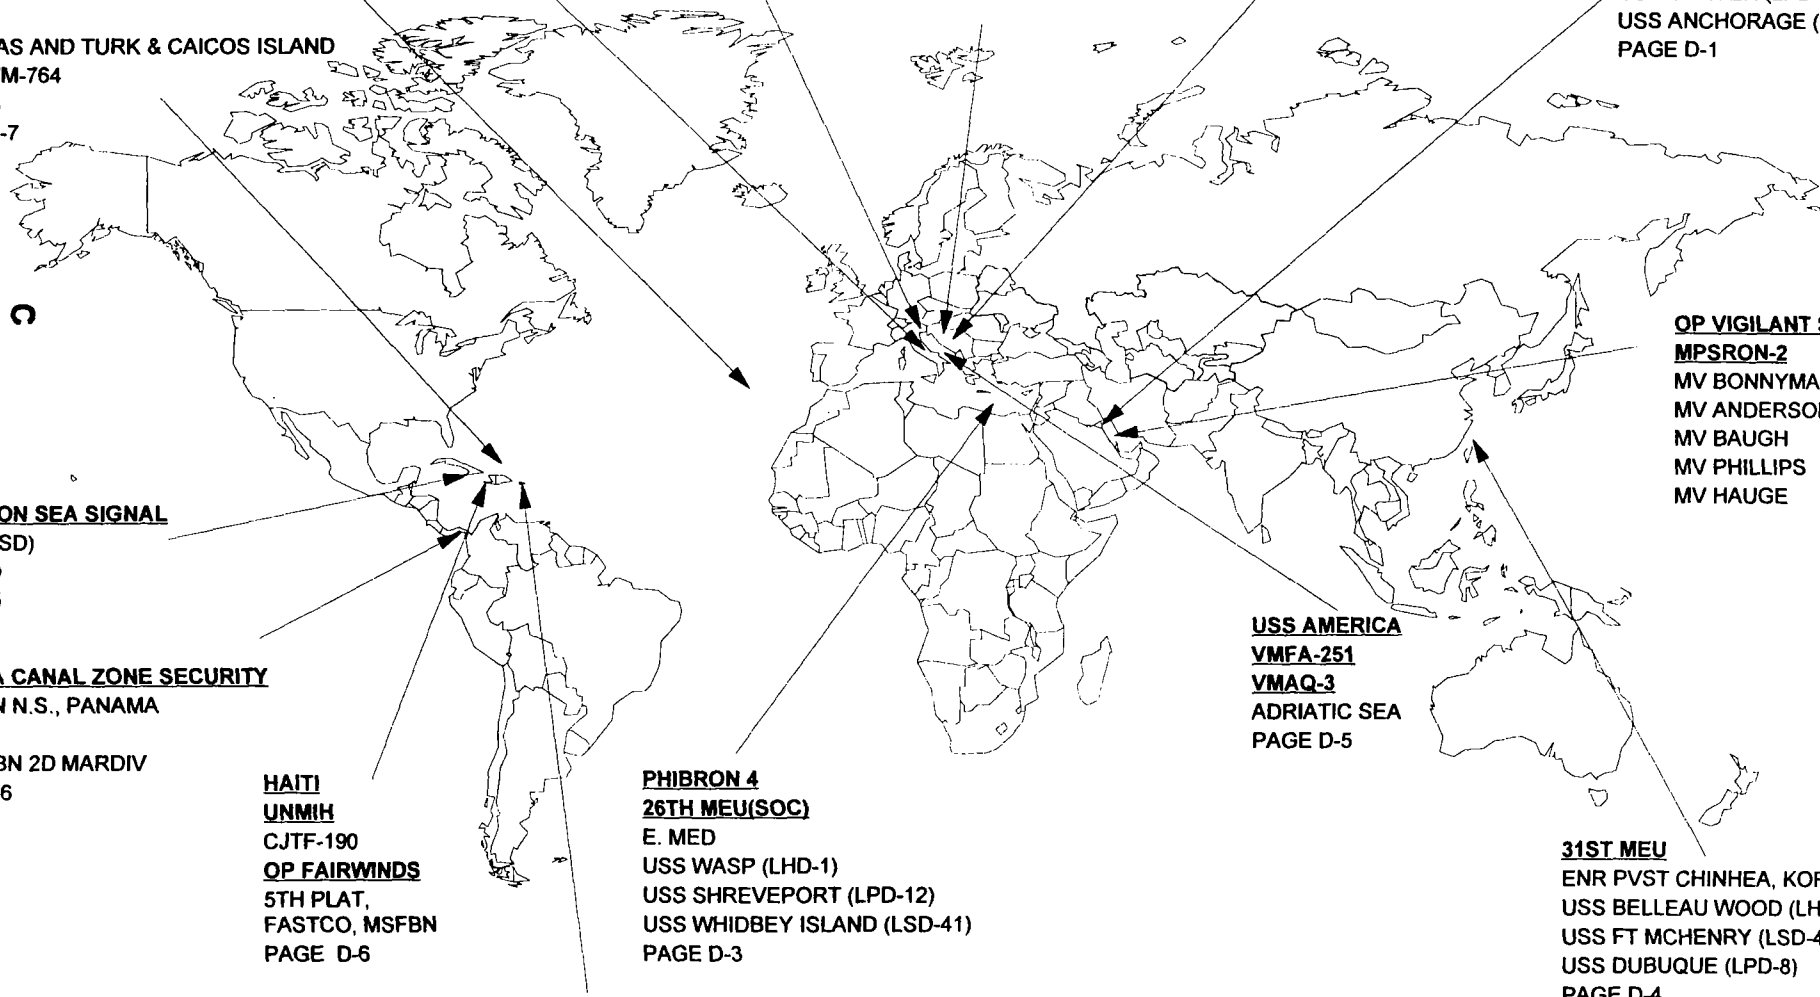 USS ANCHORAGE (
PAGE D-1
AS AND TURK & CAICOS ISLAND
M-764
-7
C
OP VIGILANT
MPSRON-2
MV BONNYMA
MV ANDERSO
MV BAUGH
MV PHILLIPS
MV HAUGE
ON SEA SIGNAL
SD)
A CANAL ZONE SECURITY
N N.S., PANAMA
BN 2D MARDIV
6
HAITI
UNMIH
CJTF-190
OP FAIRWINDS
5TH PLAT,
FASTCO, MSFBN
PAGE D-6
PHIBRON 4
26TH MEU(SOC)
E. MED
USS WASP (LHD-1)
USS SHREVEPORT (LPD-12)
USS WHIDBEY ISLAND (LSD-41)
PAGE D-3
USS AMERICA
VMFA-251
VMAQ-3
ADRIATIC SEA
PAGE D-5
31ST MEU
ENR PVST CHINHEA, KOR
USS BELLEAU WOOD (LH
USS FT MCHENRY (LSD-4
USS DUBUQUE (LPD-8)
PAGE D-4